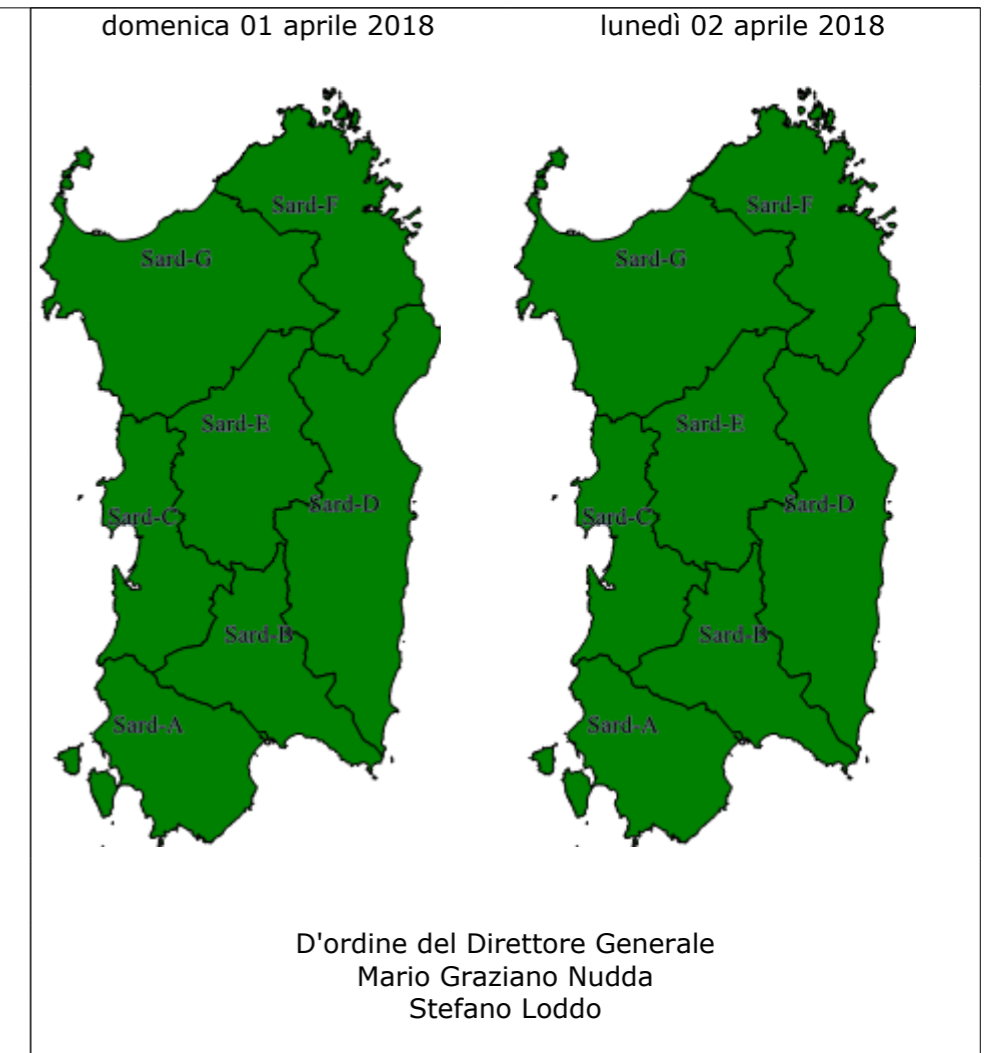 domenica 01 aprile 2018
lunedì 02 aprile 2018
Sard-F
Sard-G
Sard-E
Sard-D
Sard-C
Sard-B
Sard-A
Sard-F
Sard-G
Sard-E
Sard-D
Sard-C
Sard-B
Sard-A
D'ordine del Direttore Generale
Mario Graziano Nudda
Stefano Loddo